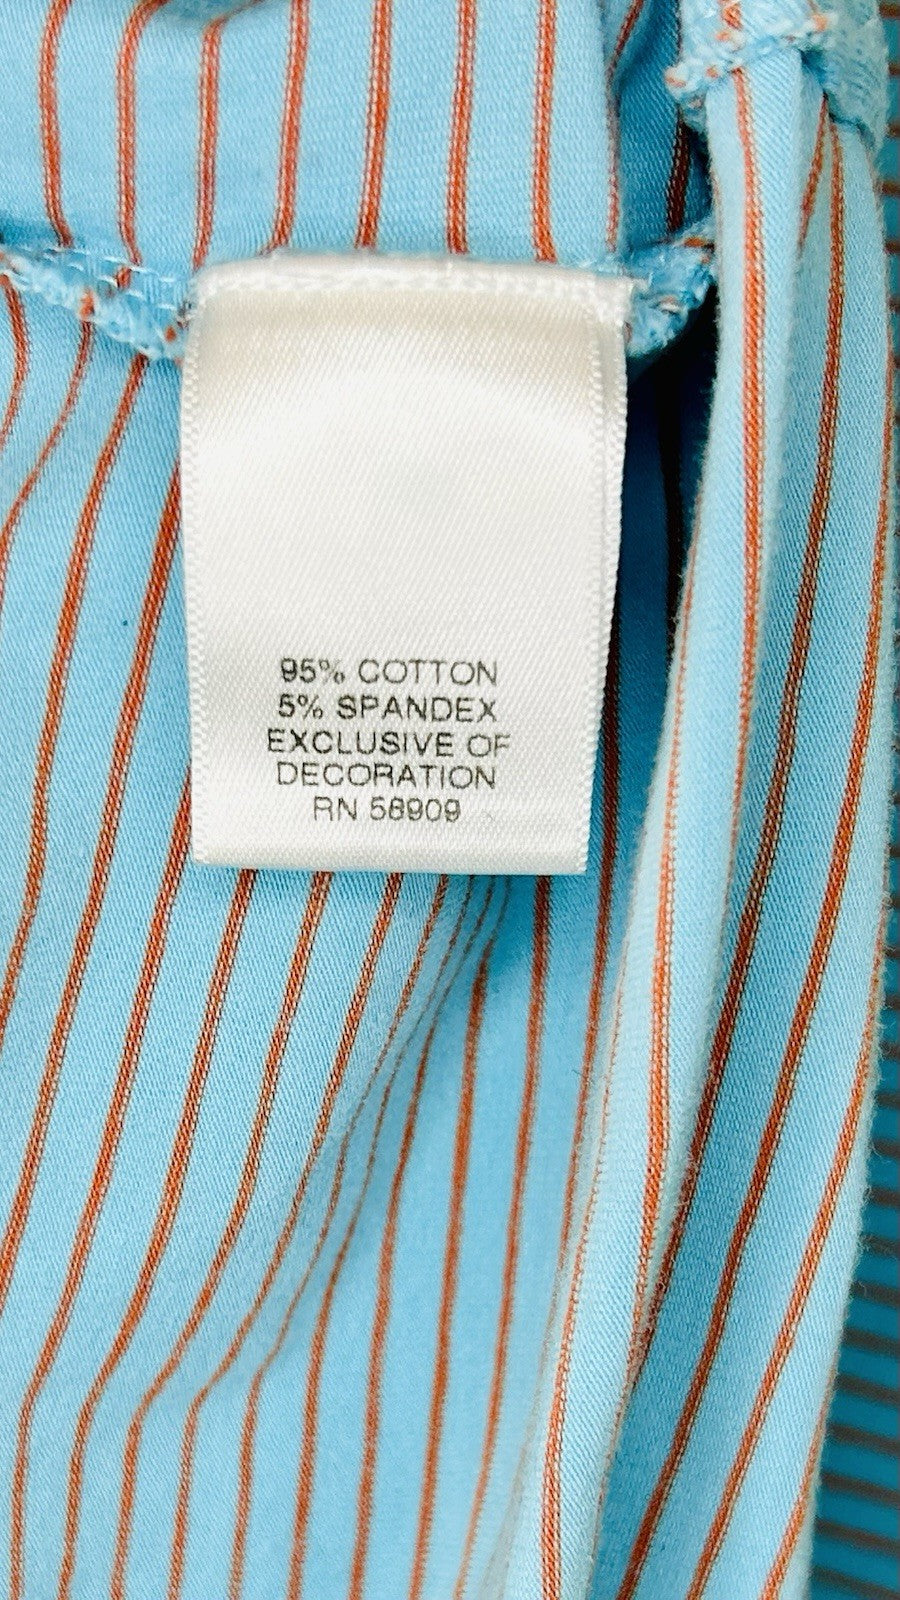 95% COTTON
5% SPANDEX
EXCLUSIVE OF
DECORATION
RN 58909